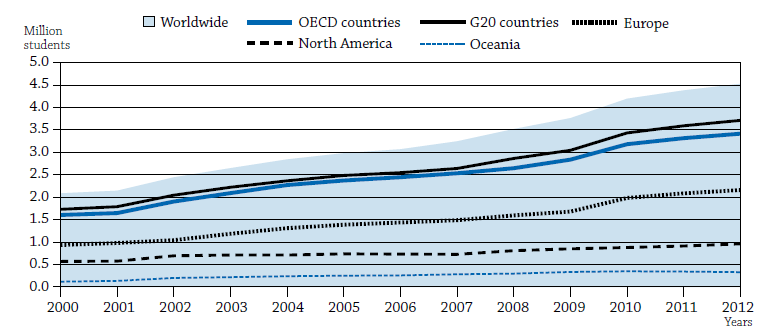 Worldwide OECD countries G20 countries Europe
Million
students
North America Oceania
5.0
4.5
4.0
3.5
3.0
2.5
2.0
1.5
1.0
0.5
0.0
2000 2001 2002 2003 2004 2005 2006 2007 2008 2009 2010 2011 2012
Years